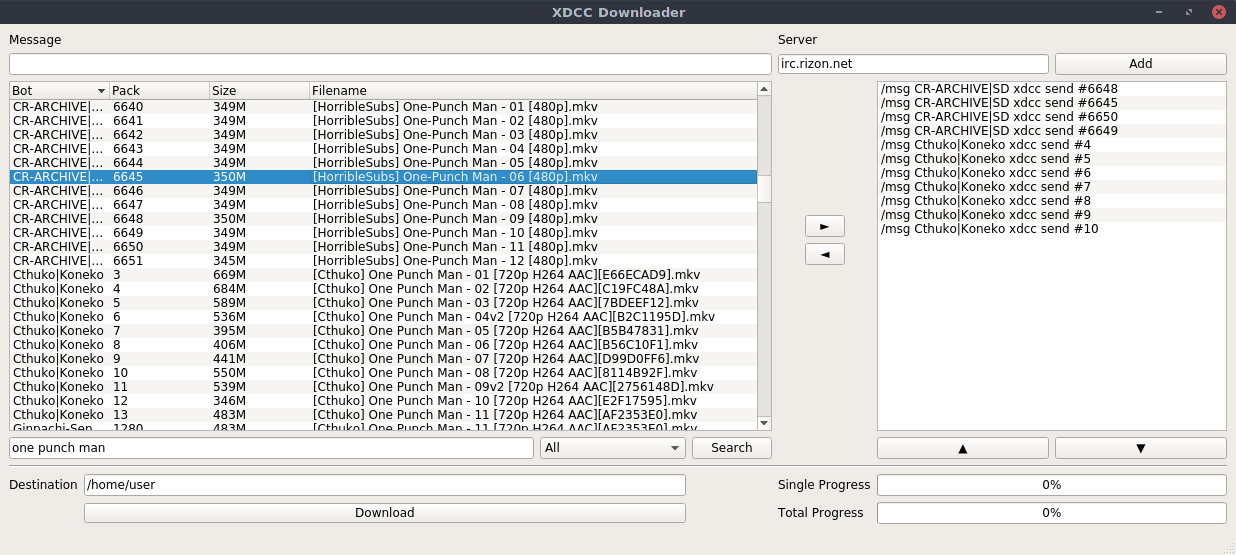 XDCC Downloader
Message
Server
irc.rizon.net
Add
Bot Pack Size Filename
CR-ARCHIVE|... 6640 349M [HorribleSubs] One-Punch Man - 01 [480p].mkv
CR-ARCHIVE|... 6641 349M [HorribleSubs] One-Punch Man - 02 [480p].mkv
CR-ARCHIVE|... 6642 349M [HorribleSubs] One-Punch Man - 03 [480p].mkv
CR-ARCHIVE|... 6643 349M [HorribleSubs] One-Punch Man - 04 [480p].mkv
CR-ARCHIVE|... 6644 349M [HorribleSubs] One-Punch Man - 05 [480p].mkv
CR-ARCHIVE|... 6645 350M [HorribleSubs] One-Punch Man - 06 [480p].mkv
CR-ARCHIVE|... 6646 349M [HorribleSubs] One-Punch Man - 07 [480p].mkv
CR-ARCHIVE|... 6647 349M [HorribleSubs] One-Punch Man - 08 [480p].mkv
CR-ARCHIVE|... 6648 350M [HorribleSubs] One-Punch Man - 09 [480p].mkv
CR-ARCHIVE|... 6649 349M [HorribleSubs] One-Punch Man - 10 [480p].mkv
CR-ARCHIVE|... 6650 349M [HorribleSubs] One-Punch Man - 11 [480p].mkv
CR-ARCHIVE|... 6651 345M [HorribleSubs] One-Punch Man - 12 [480p].mkv
Cthuko|Koneko 3 669M [Cthuko] One Punch Man - 01 [720p H264 AAC][E66ECAD9].mkv
Cthuko|Koneko 4 684M [Cthuko] One Punch Man - 02 [720p H264 AAC][C19FC48A].mkv
Cthuko|Koneko 5 589M [Cthuko] One Punch Man - 03 [720p H264 AAC][7BDEEF12].mkv
Cthuko|Koneko 6 536M [Cthuko] One Punch Man - 04v2 [720p H264 AAC][B2C1195D].mkv
Cthuko|Koneko 7 395M [Cthuko] One Punch Man - 05 [720p H264 AAC][B5B47831].mkv
Cthuko|Koneko 8 406M [Cthuko] One Punch Man - 06 [720p H264 AAC][B56C10F1].mkv
Cthuko|Koneko 9 441M [Cthuko] One Punch Man - 07 [720p H264 AAC][D99D0FF6].mkv
Cthuko|Koneko 10 550M [Cthuko] One Punch Man - 08 [720p H264 AAC][8114B92F].mkv
Cthuko|Koneko 11 539M [Cthuko] One Punch Man - 09v2 [720p H264 AAC][2756148D].mkv
Cthuko|Koneko 12 346M [Cthuko] One Punch Man - 10 [720p H264 AAC][E2F17595].mkv
Cthuko|Koneko 13 483M [Cthuko] One Punch Man - 11 [720p H264 AAC][AF2353E0].mkv
Ginpachi-Sen 1280 483M [Cthuko] One Punch Man - 11 [720p H264 AAC][AF2353E0].mkv
/msg CR-ARCHIVE|SD xdcc send #6648
/msg CR-ARCHIVE|SD xdcc send #6645
/msg CR-ARCHIVE|SD xdcc send #6650
/msg CR-ARCHIVE|SD xdcc send #6649
/msg Cthuko|Koneko xdcc send #4
/msg Cthuko|Koneko xdcc send #5
/msg Cthuko|Koneko xdcc send #6
/msg Cthuko|Koneko xdcc send #7
/msg Cthuko|Koneko xdcc send #8
/msg Cthuko|Koneko xdcc send #9
/msg Cthuko|Koneko xdcc send #10
one punch man
All
Search
Destination /home/user
Download
Single Progress 0%
Total Progress 0%